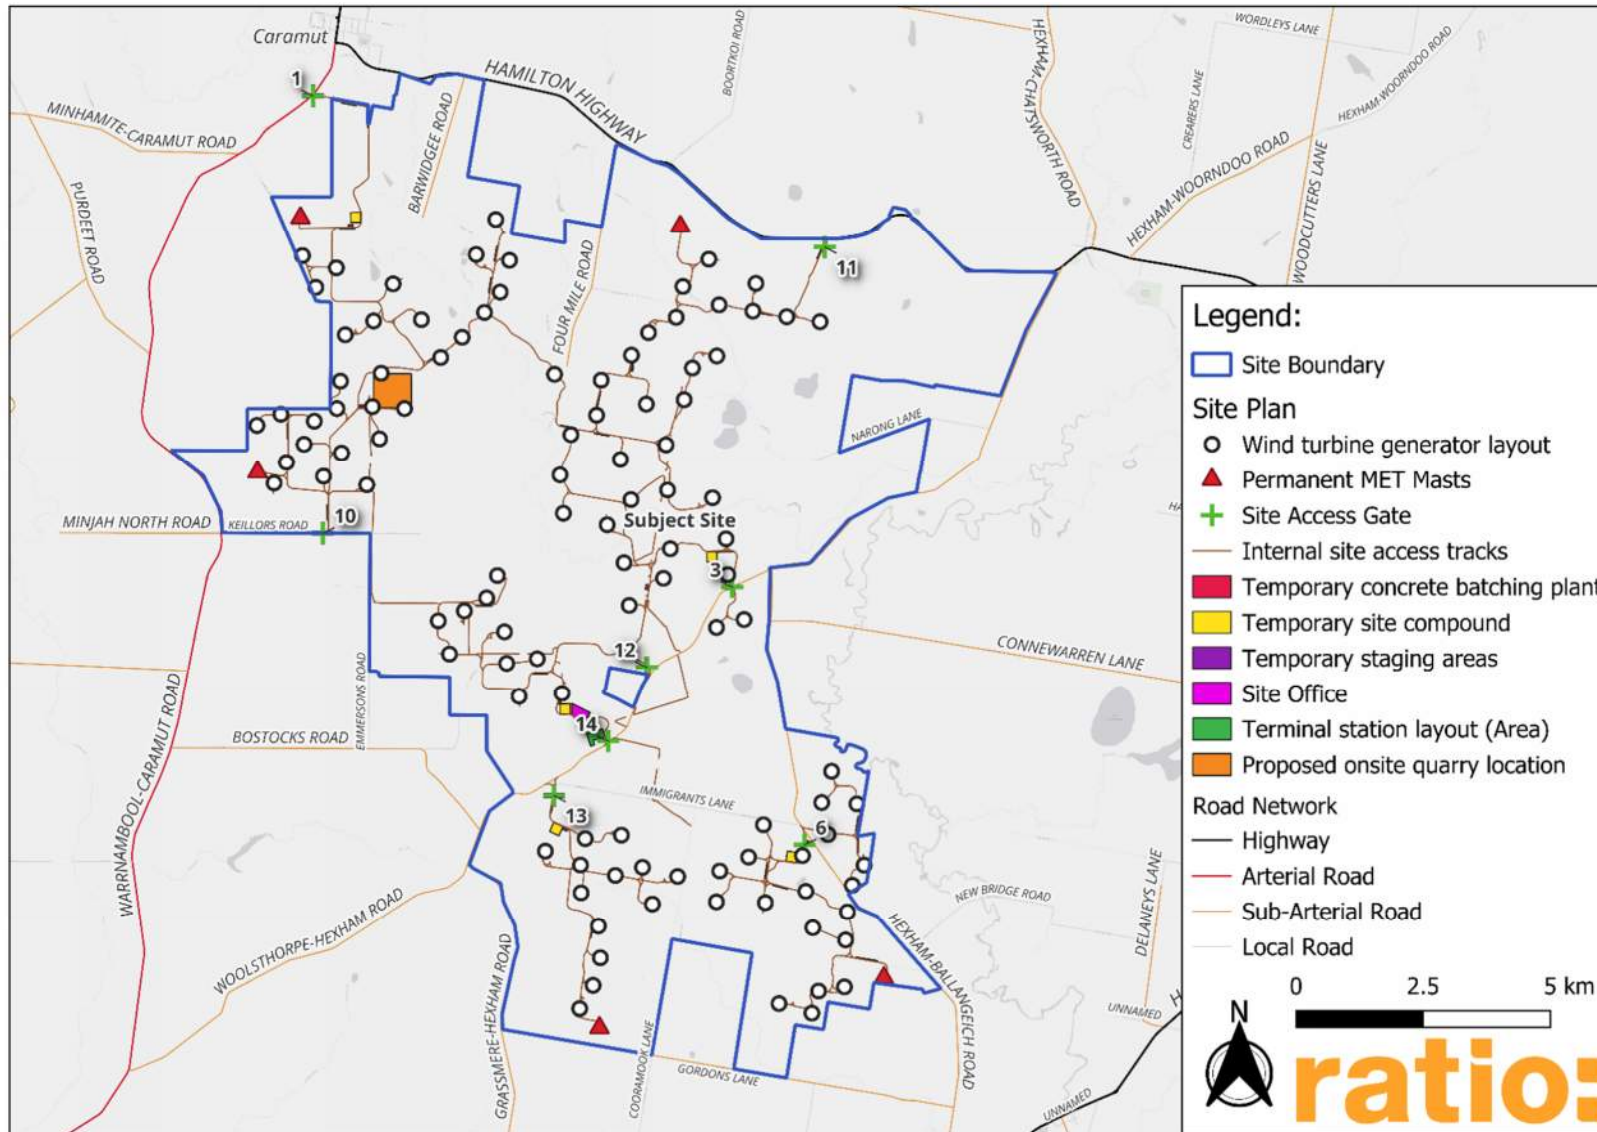 Caramut
1
HAMILTON HIGHWAY
BOORTKOI ROAD
WORDLEYS LANE
HEXHAM-CHATSWORTH ROAD
CREARERS LANE
HEXHAM-WOORNDOO ROAD
HEXHAM-WOORNDOO ROAD
WOODCUTTERS LANE
MINHAMITE-CARAMUT ROAD
BARWIDGEE ROAD
PURDEET ROAD
FOUR MILE ROAD
11
NARONG LANE
MINJAH NORTH ROAD
KEILLORS ROAD
10
Subject Site
3
12
CONNEWARREN LANE
EMMERSONS ROAD
WARRNAMBOOL-CARAMUT ROAD
BOSTOCKS ROAD
14
IMMIGRANTS LANE
13
6
NEW BRIDGE ROAD
DELANEYS LANE
WOOLSTHORPE-HEXHAM ROAD
HEXHAM-BALLANGEICH ROAD
GRASSMERE-HEXHAM ROAD
COORAMOOK LANE
GORDONS LANE
UNNAMED
UNNAMED
HA
H
Legend:
Site Boundary
Site Plan
Wind turbine generator layout
Permanent MET Masts
Site Access Gate
Internal site access tracks
Temporary concrete batching plant
Temporary site compound
Temporary staging areas
Site Office
Terminal station layout (Area)
Proposed onsite quarry location
Road Network
Highway
Arterial Road
Sub-Arterial Road
Local Road
0 2.5 5 km
N
ratio: